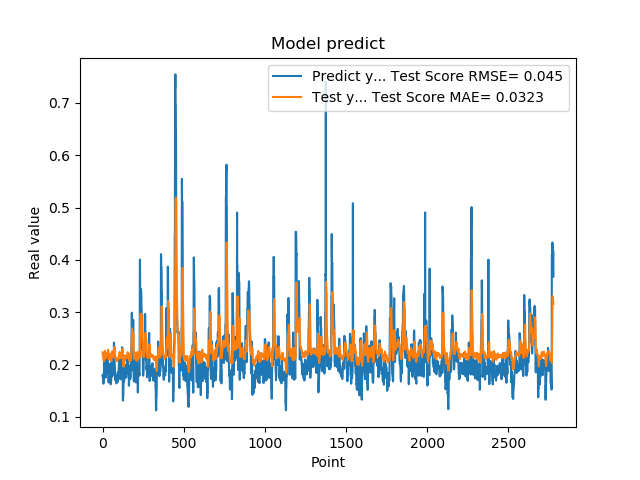 Model predict
Predict y... Test Score RMSE= 0.045
Test y... Test Score MAE= 0.0323
0.7
0.6
0.5
0.4
0.3
0.2
0.1
Real value
0 500 1000 1500 2000 2500
Point